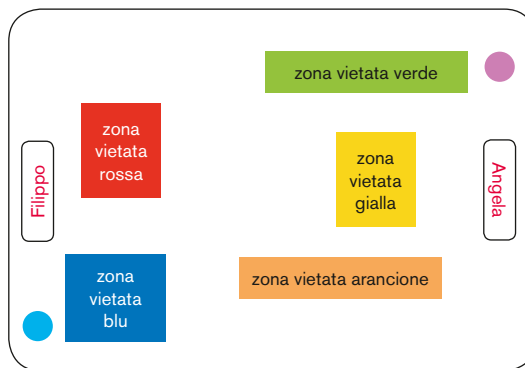 zona vietata verde
zona
vietata
rossa
zona
vietata
gialla
Filippo
Angela
zona
vietata
blu
zona vietata arancione